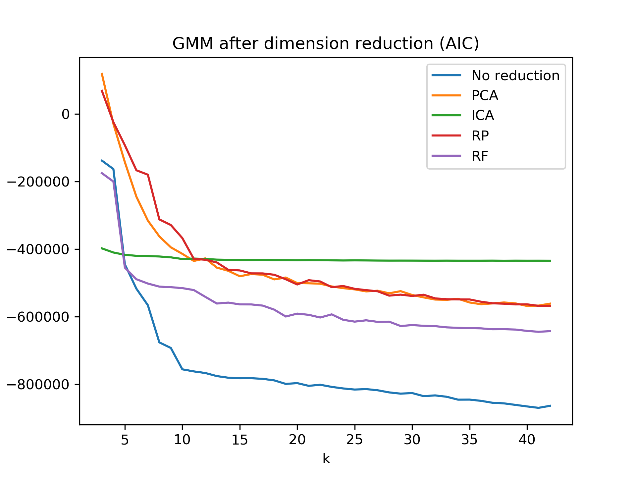 GMM after dimension reduction (AIC)
No reduction
PCA
ICA
RP
RF
0
−200000
−400000
−600000
−800000
5 10 15 20 25 30 35 40
k